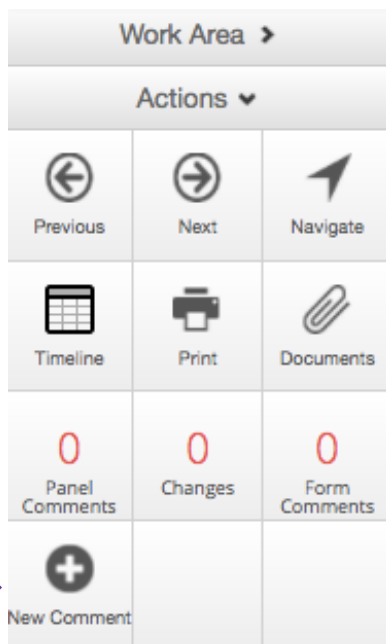 Work Area
Actions
Previous Next Navigate
Timeline Print Documents
0 0 0
Panel Changes Form
Comments Comments
New Comment